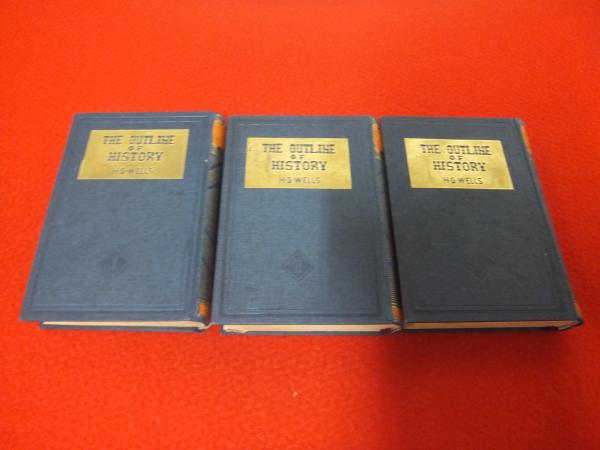 THE OUTLINE
OF
HISTORY
H·G·WELLS
THE OUTLINE
OF
HISTORY
H·G·WELLS
THE OUTLINE
OF
HISTORY
H·G·WELLS